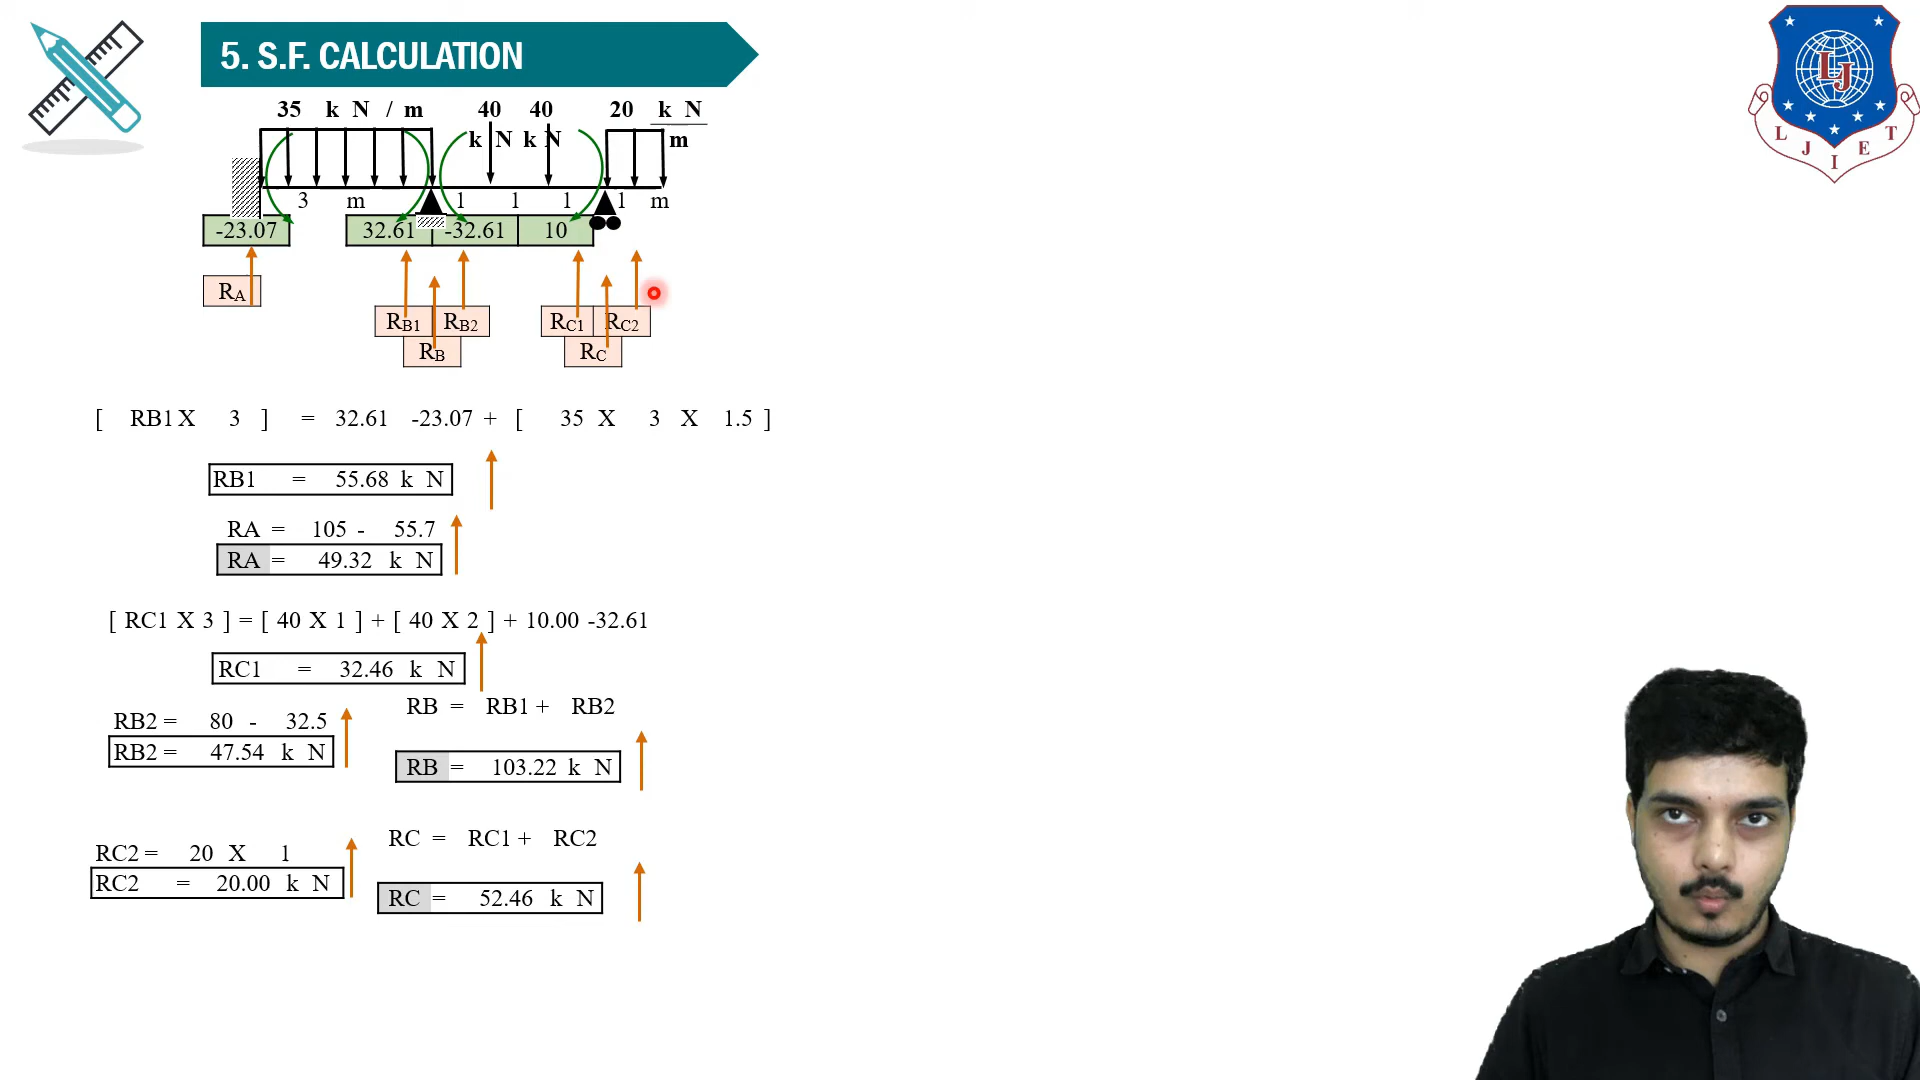 5. S.F. CALCULATION
35 k N / m 40 40 20 k N
k N k N m
3 m 1 1 1 1 m
-23.07 32.61 -32.61 10
RA
RB1 RB2 RC1 RC2
RB RC
[ RB1 X 3 ] = 32.61 -23.07 + [ 35 X 3 X 1.5 ]
RB1 = 55.68 k N
RA = 105 - 55.7
RA = 49.32 k N
[ RC1 X 3 ] = [ 40 X 1 ] + [ 40 X 2 ] + 10.00 -32.61
RC1 = 32.46 k N
RB = RB1 + RB2
RB2 = 80 - 32.5
RB2 = 47.54 k N
RB = 103.22 k N
RC = RC1 + RC2
RC2 = 20 X 1
RC2 = 20.00 k N
RC = 52.46 k N
LJ
L J I E T